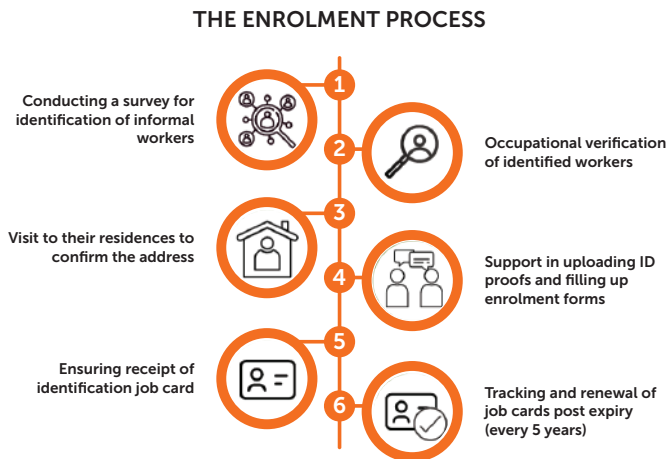 THE ENROLMENT PROCESS
1
Conducting a survey for
identification of informal
workers
2
Occupational verification
of identified workers
3
Visit to their residences to
confirm the address
4
Support in uploading ID
proofs and filling up
enrolment forms
5
Ensuring receipt of
identification job card
6
Tracking and renewal of
job cards post expiry
(every 5 years)